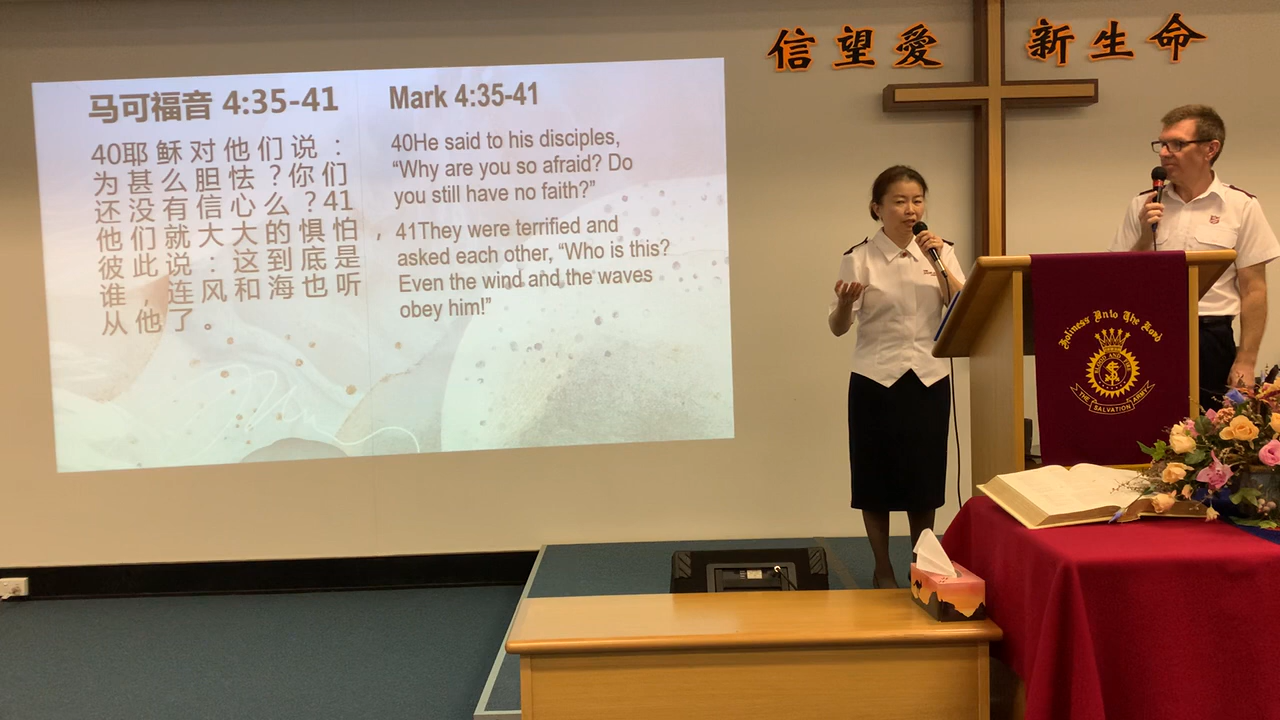 信望愛 新生命
马可福音 4:35-41
40耶稣对他们说：
为甚么胆怯？你们
还没有信心么？41
他们就大大的惧怕，
彼此说：这到底是
谁，连风和海也听
从他了。
Mark 4:35-41
40He said to his disciples,
“Why are you so afraid? Do
you still have no faith?”
41They were terrified and
asked each other, “Who is this?
Even the wind and the waves
obey him!”
Holiness Unto The Lord
BLOOD AND FIRE
THE SALVATION ARMY